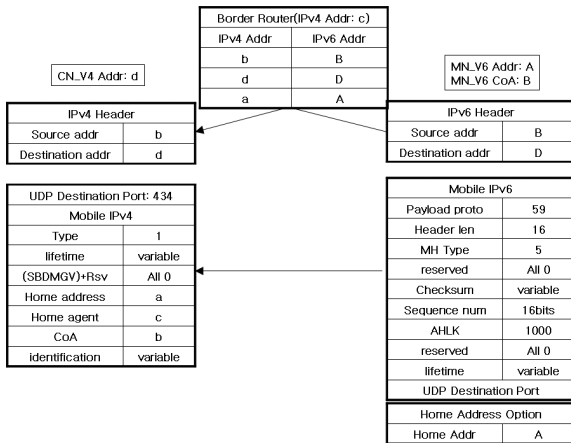 Border Router(IPv4 Addr: c)
IPv4 Addr IPv6 Addr
b B
d D
a A
CN_V4 Addr: d
MN_V6 Addr: A
MN_V6 CoA: B
IPv4 Header
Source addr b
Destination addr d
IPv6 Header
Source addr B
Destination addr D
UDP Destination Port: 434
Mobile IPv4
Type 1
lifetime variable
(SBDMGV)+Rsv All 0
Home address a
Home agent c
CoA b
identification variable
Mobile IPv6
Payload proto 59
Header len 16
MH Type 5
reserved All 0
Checksum variable
Sequence num 16bits
AHLK 1000
reserved All 0
lifetime variable
UDP Destination Port
Home Address Option
Home Addr A